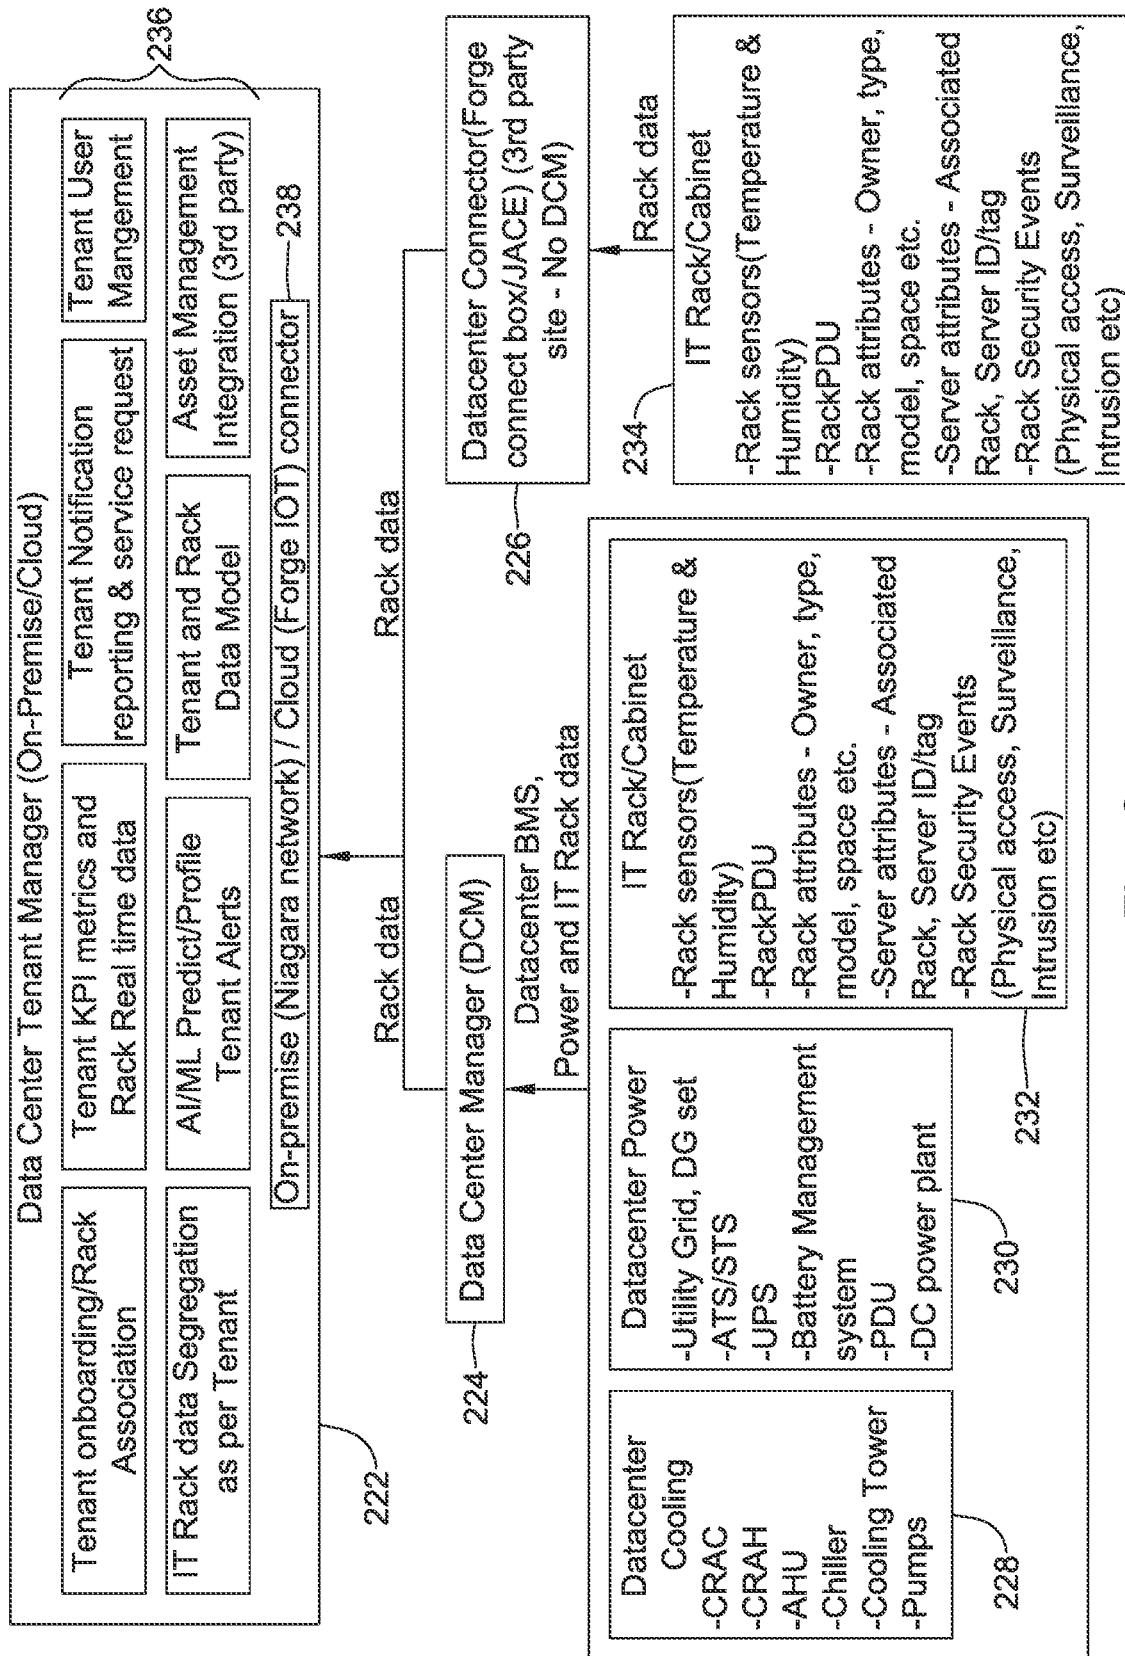 Data Center Tenant Manager (On-Premise/Cloud)
Tenant onboarding/Rack
Association
Tenant KPI metrics and
Rack Real time data
Tenant Notification
reporting & service request
Tenant User
Mangement
236
IT Rack data Segregation
as per Tenant
AI/ML Predict/Profile
Tenant Alerts
Tenant and Rack
Data Model
Asset Management
Integration (3rd party)
On-premise (Niagara network) / Cloud (Forge IOT) connector
238
222
Rack data
Rack data
224
Data Center Manager (DCM)
226
Datacenter Connector(Forge
connect box/JACE) (3rd party
site - No DCM)
Datacenter BMS,
Power and IT Rack data
Rack data
Datacenter
Cooling
-CRAC
-CRAH
-AHU
-Chiller
-Cooling Tower
-Pumps
228
Datacenter Power
-Utility Grid, DG set
-ATS/STS
-UPS
-Battery Management
system
-PDU
-DC power plant
230
IT Rack/Cabinet
-Rack sensors(Temperature &
Humidity)
-RackPDU
-Rack attributes - Owner, type,
model, space etc.
-Server attributes - Associated
Rack, Server ID/tag
-Rack Security Events
(Physical access, Surveillance,
Intrusion etc)
232
234
IT Rack/Cabinet
-Rack sensors(Temperature &
Humidity)
-RackPDU
-Rack attributes - Owner, type,
model, space etc.
-Server attributes - Associated
Rack, Server ID/tag
-Rack Security Events
(Physical access, Surveillance,
Intrusion etc)